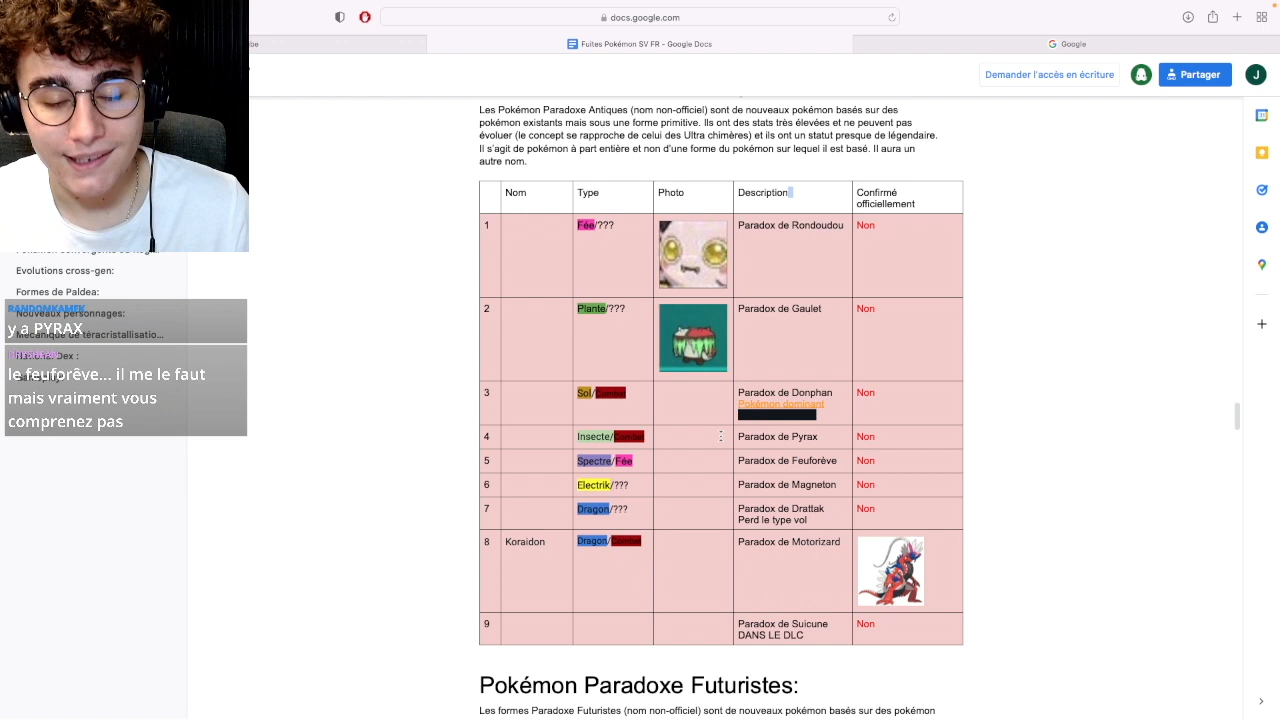 docs.google.com
be
Fuites Pokémon SV FR - Google Docs
Google
Demander l'accès en écriture
Partager
J
Les Pokémon Paradoxe Antiques (nom non-officiel) sont de nouveaux pokémon basés sur des
pokémon existants mais sous une forme primitive. Ils ont des stats très élevées et ne peuvent pas
évoluer (le concept se rapproche de celui des Ultra chimères) et ils ont un statut presque de légendaire.
Il s'agit de pokémon à part entière et non d'une forme du pokémon sur lequel il est basé. Il aura un
autre nom.
Nom Type Photo Description Confirmé
officiellement
1 Fée/??? Paradox de Rondoudou Non
2 Plante/??? Paradox de Gaulet Non
3 Sol/Combat Paradox de Donphan Non
Pokémon dominant
4 Insecte/Combat Paradox de Pyrax Non
5 Spectre/Fée Paradox de Feuforêve Non
6 Electrik/??? Paradox de Magneton Non
7 Dragon/??? Paradox de Drattak Non
Perd le type vol
8 Koraidon Dragon/Combat Paradox de Motorizard
9 Paradox de Suicune Non
DANS LE DLC
Pokémon Paradoxe Futuristes:
Les formes Paradoxe Futuristes (nom non-officiel) sont de nouveaux pokémon basés sur des pokémon
Evolutions cross-gen:
Formes de Paldea:
Nouveaux personnages:
RANDOMKAMEK
y a PYRAX
Mécanique de téracristallisatio...
Dex :
le feuforêve... il me le faut
mais vraiment vous
comprenez pas